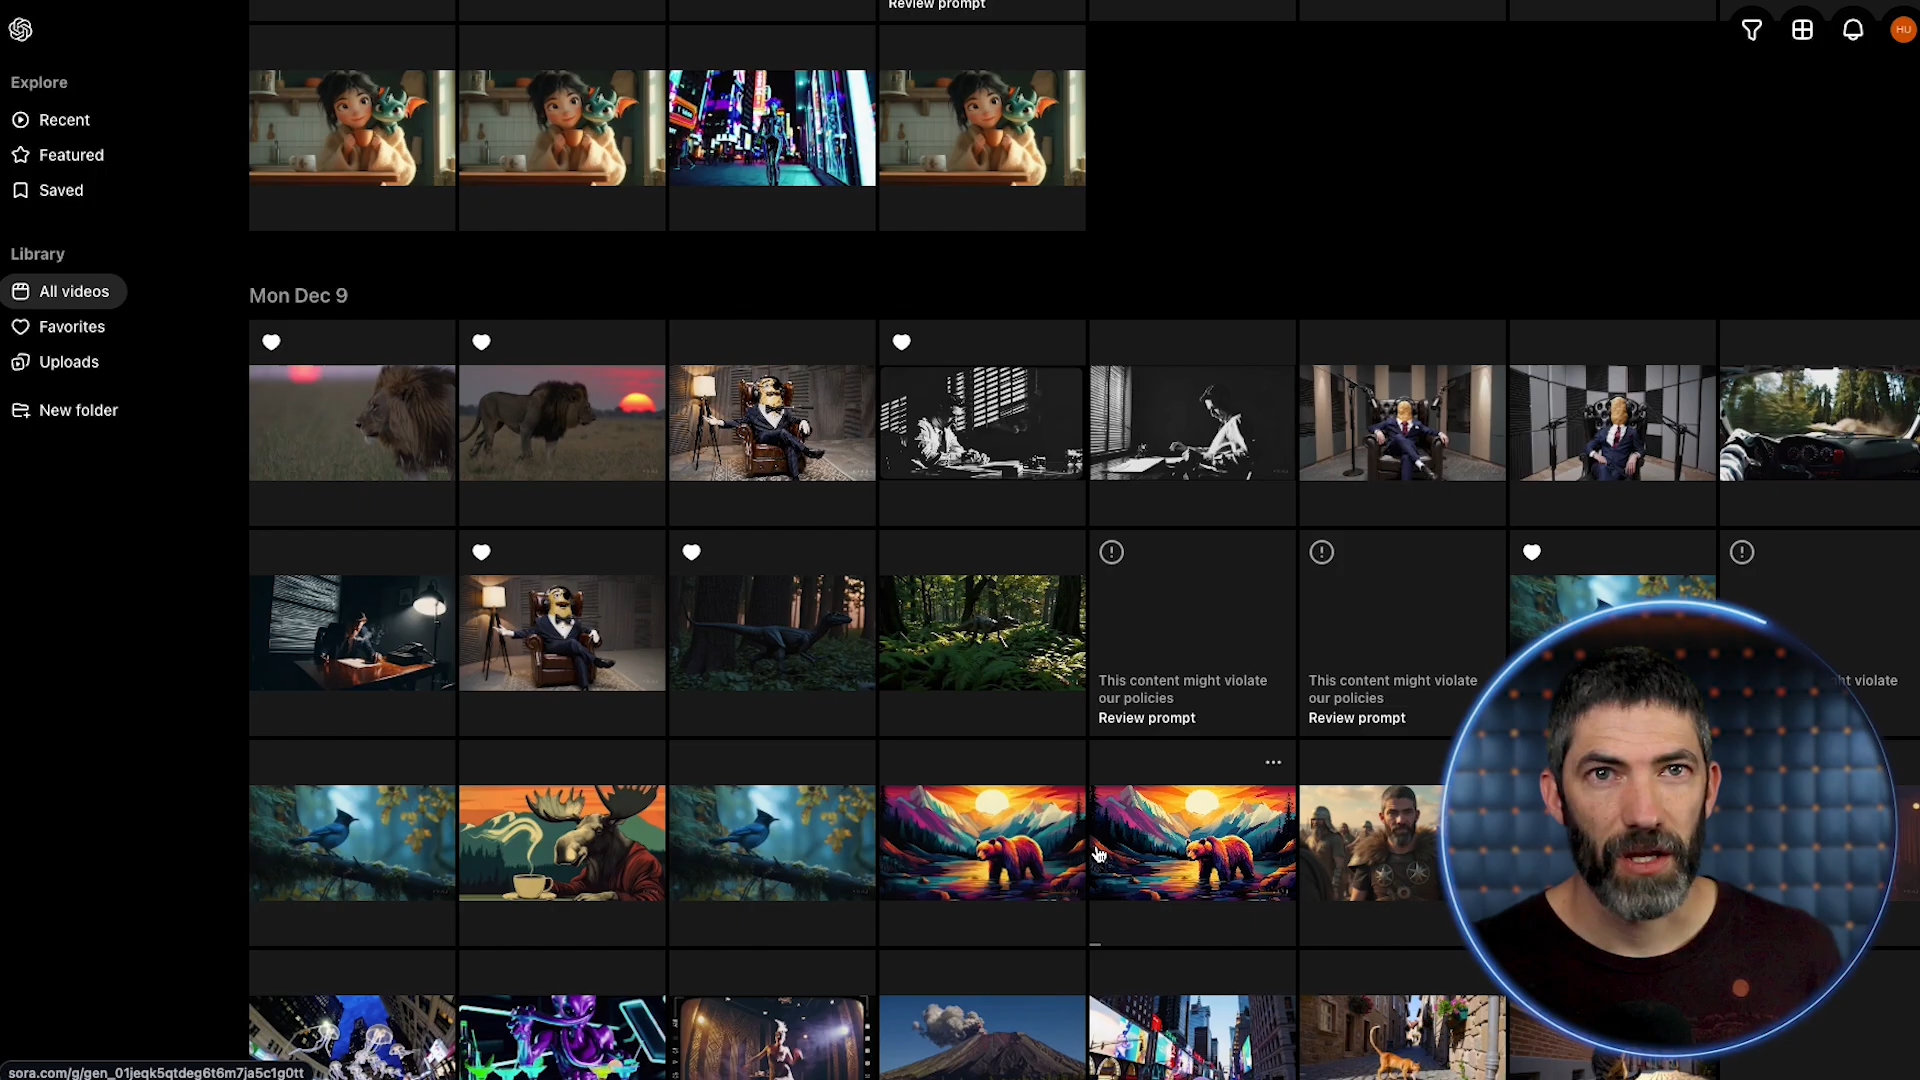 Review prompt
HU
Explore
Recent
Featured
Saved
Library
All videos
Favorites
Uploads
New folder
Mon Dec 9
This content might violate
our policies
Review prompt
This content might violate
our policies
Review prompt
violate
sora.com/g/gen_01jeqk5qtdeg6t6m7ja5c1g0tt